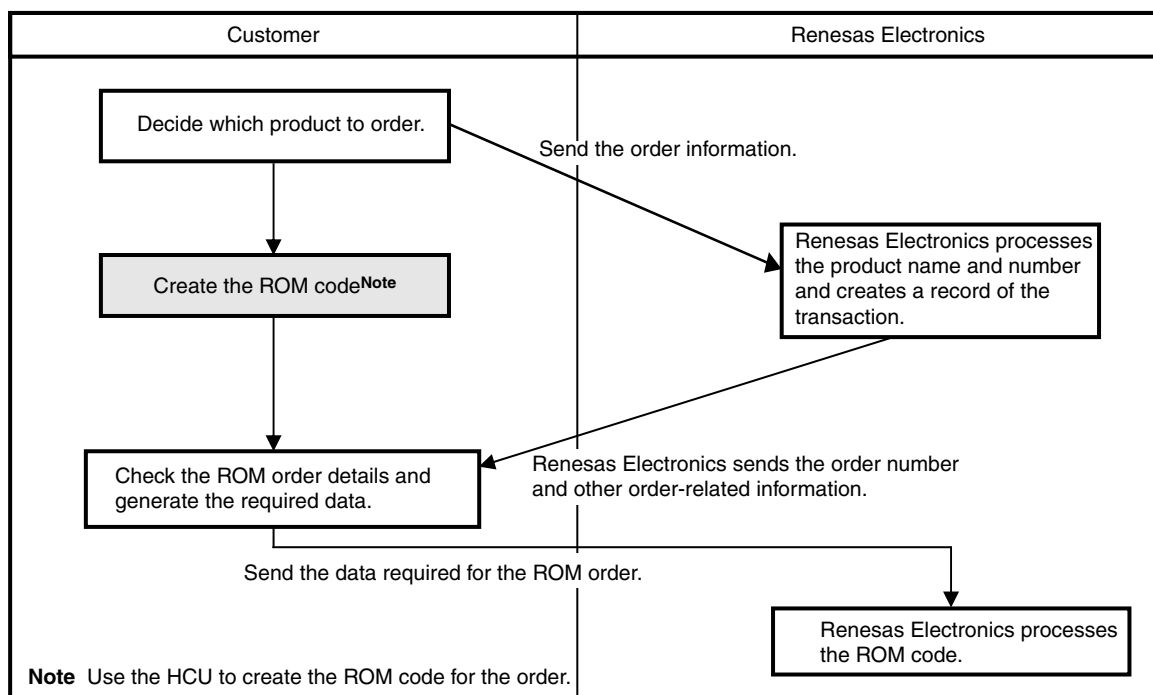 Customer
Renesas Electronics
Decide which product to order.
Send the order information.
Renesas Electronics processes
the product name and number
and creates a record of the
transaction.
Create the ROM codeNote
Check the ROM order details and
generate the required data.
Renesas Electronics sends the order number
and other order-related information.
Send the data required for the ROM order.
Renesas Electronics processes
the ROM code.
Note Use the HCU to create the ROM code for the order.